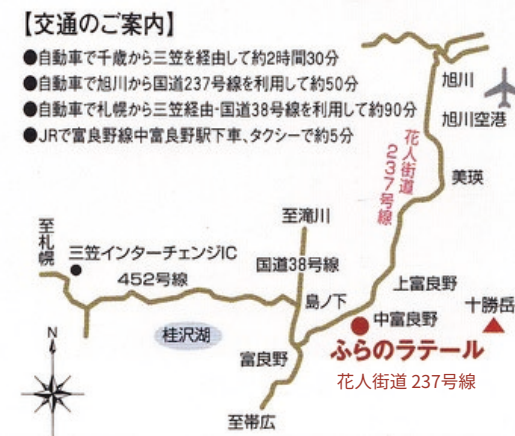 【交通のご案内】
●自動車で千歳から三笠を経由して約2時間30分
●自動車で旭川から国道237号線を利用して約50分
●自動車で札幌から三笠経由・国道38号線を利用して約90分
●JRで富良野線中富良野駅下車、タクシーで約5分
旭川
旭川空港
花人街道
237号線
美瑛
至滝川
至札幌
三笠インターチェンジIC
452号線
国道38号線
上富良野
島ノ下
十勝岳
中富良野
桂沢湖
富良野
ふらのラテール
花人街道 237号線
N
至帯広